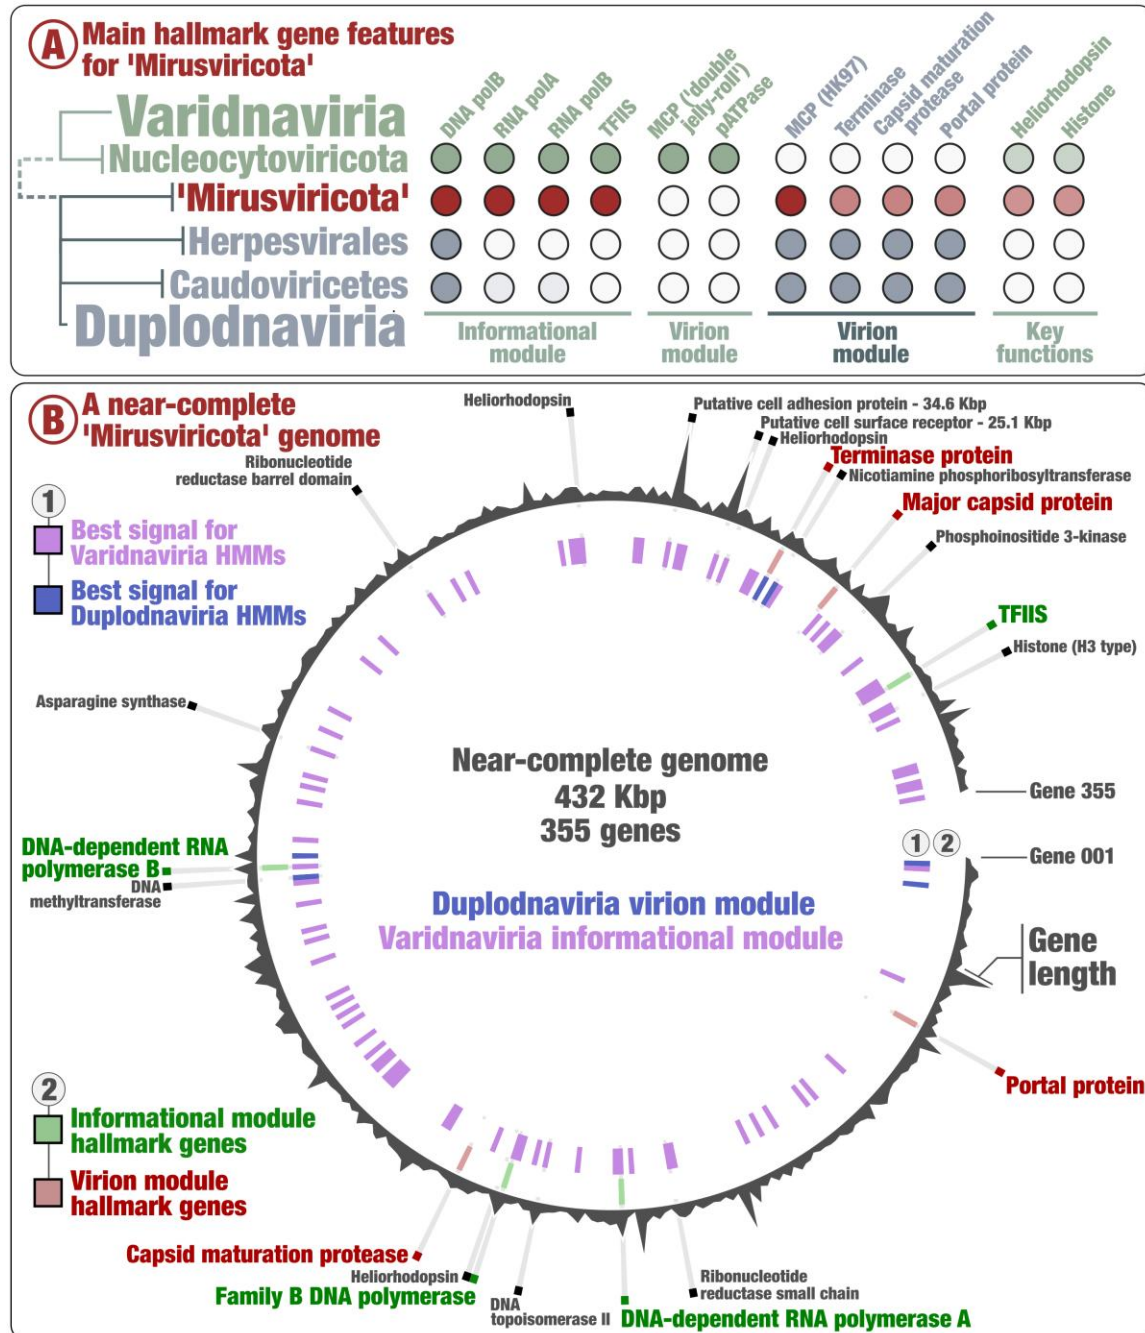 A
Main hallmark gene features
for 'Mirusviricota'
DNA polB
RNA polA
RNA polB
TFIIS
MCP ('double
jelly-roll')
pATPase
MCP (HK97)
Terminase
Capsid maturation
protease
Portal protein
Heliorhodopsin
Histone
Varidnaviria
Nucleocytoviricota
'Mirusviricota'
Herpesvirales
Caudoviricetes
Duplodnaviria
Informational
module
Virion
module
Virion
module
Key
functions
B
A near-complete
'Mirusviricota' genome
Heliorhodopsin
Putative cell adhesion protein - 34.6 Kbp
Putative cell surface receptor - 25.1 Kbp
Heliorhodopsin
Terminase protein
Nicotiamine phosphoribosyltransferase
Major capsid protein
Phosphoinositide 3-kinase
TFIIS
Histone (H3 type)
Ribonucleotide
reductase barrel domain
1
Best signal for
Varidnaviria HMMs
Best signal for
Duplodnaviria HMMs
Asparagine synthase
Near-complete genome
432 Kbp
355 genes
Gene 355
1 2
Gene 001
DNA-dependent RNA
polymerase B
DNA
methyltransferase
Duplodnaviria virion module
Varidnaviria informational module
Gene
length
Portal protein
2
Informational module
hallmark genes
Virion module
hallmark genes
Capsid maturation protease
Heliorhodopsin
Family B DNA polymerase
DNA
topoisomerase II
Ribonucleotide
reductase small chain
DNA-dependent RNA polymerase A